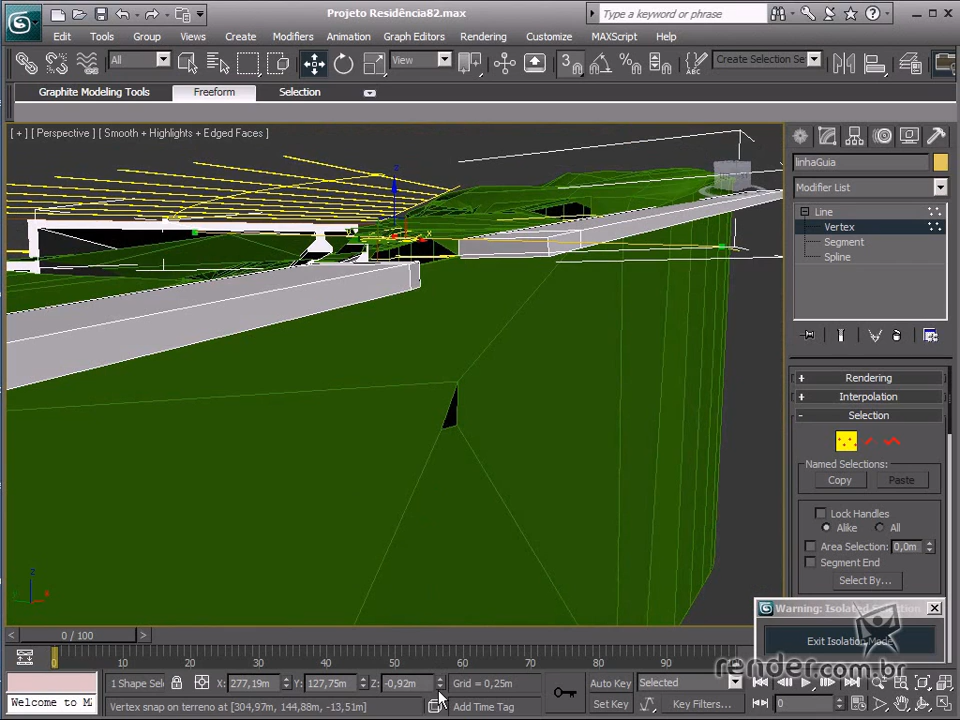 Projeto Residência82.max
Type a keyword or phrase
Edit Tools Group Views Create Modifiers Animation Graph Editors Rendering Customize MAXScript Help
All View 3 Create Selection Se
Graphite Modeling Tools Freeform Selection
[ + ] [ Perspective ] [ Smooth + Highlights + Edged Faces ]
linhaGuia
Modifier List
Line
Vertex
Segment
Spline
+ Rendering
+ Interpolation
- Selection
Named Selections:
Copy Paste
Lock Handles
Alike All
Area Selection: 0,0m
Segment End
Select By...
Warning: Isolated Selection
Exit Isolation Mode
render.com.br
< 0 / 100 >
0 10 20 30 40 50 60 70 80 90
1 Shape Sel X: 277,19m Y: 127,75m Z: -0,92m Grid = 0,25m Auto Key Selected
Welcome to M Vertex snap on terreno at [304,97m, 144,88m, -13,51m] Add Time Tag Set Key Key Filters... 0